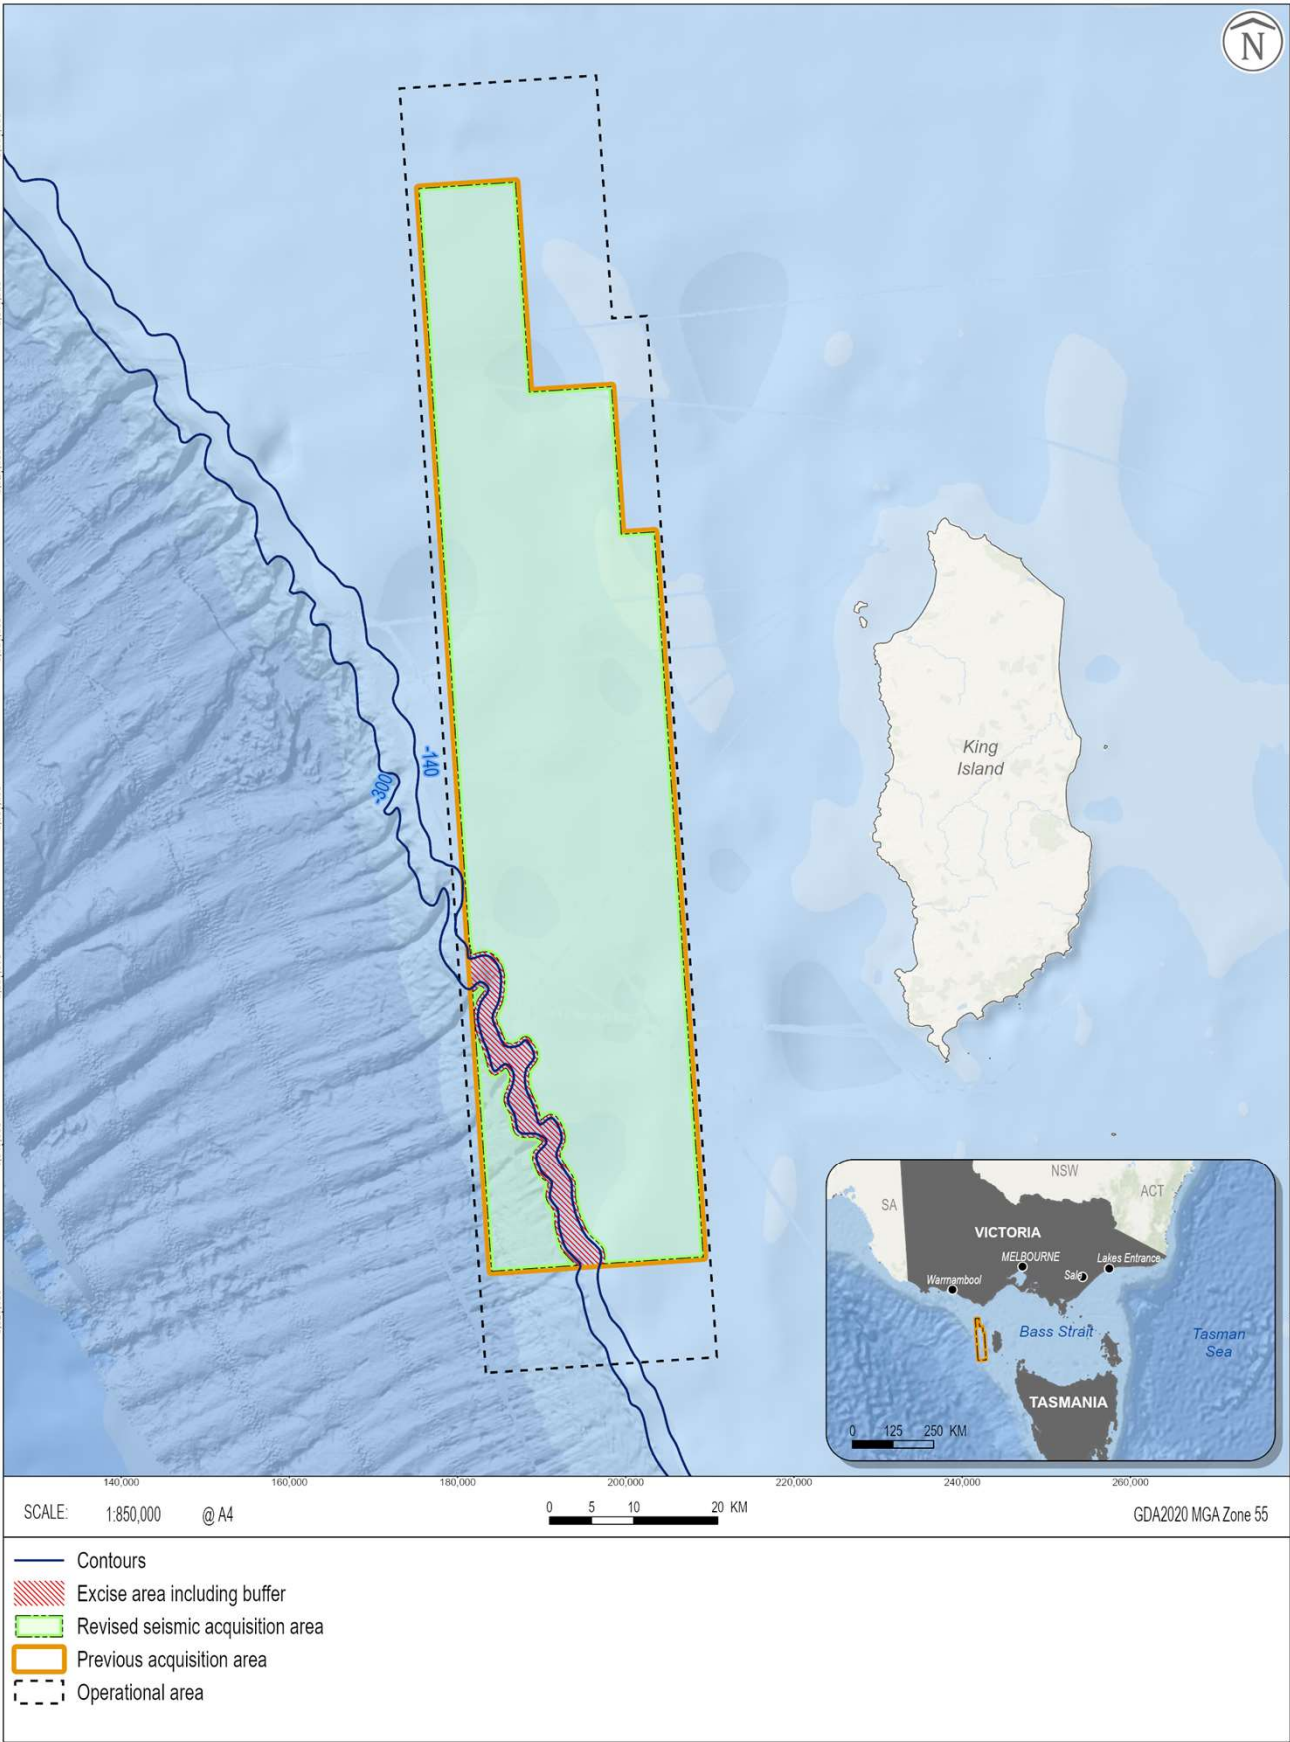 N
-140
-300
King
Island
NSW
SA
ACT
VICTORIA
MELBOURNE
Lakes Entrance
Sale
Warrnambool
Bass Strait
Tasman
Sea
TASMANIA
0 125 250 KM
140,000 160,000 180,000 200,000 220,000 240,000 260,000
SCALE: 1:850,000 @ A4
0 5 10 20 KM
GDA2020 MGA Zone 55
Contours
Excise area including buffer
Revised seismic acquisition area
Previous acquisition area
Operational area